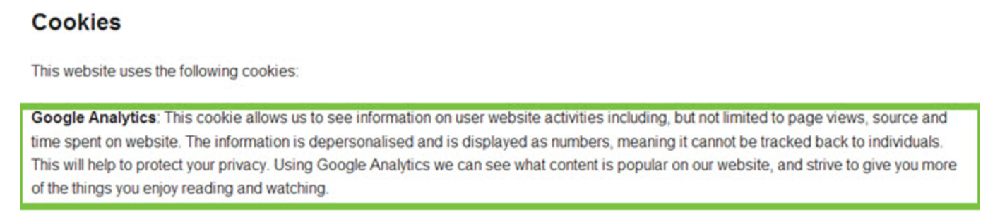 Cookies
This website uses the following cookies:
Google Analytics: This cookie allows us to see information on user website activities including, but not limited to page views, source and
time spent on website. The information is depersonalised and is displayed as numbers, meaning it cannot be tracked back to individuals.
This will help to protect your privacy. Using Google Analytics we can see what content is popular on our website, and strive to give you more
of the things you enjoy reading and watching.